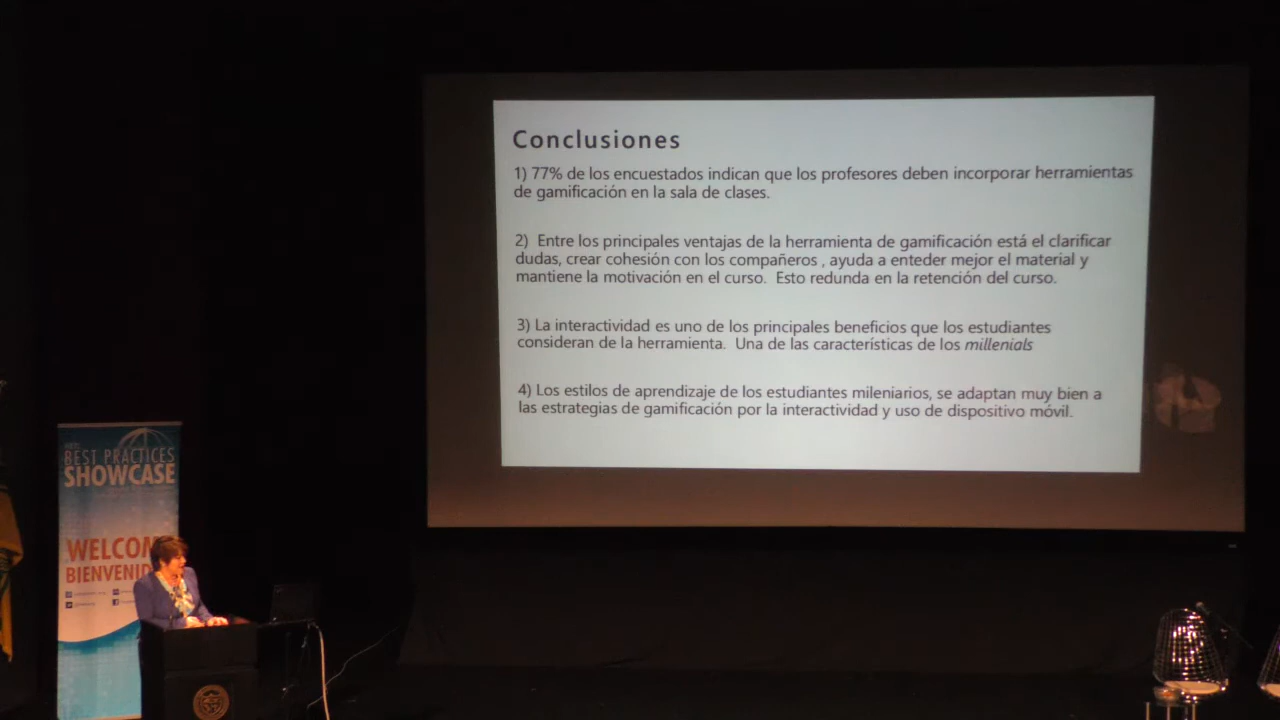 Conclusiones
1) 77% de los encuestados indican que los profesores deben incorporar herramientas
de gamificación en la sala de clases.
2) Entre los principales ventajas de la herramienta de gamificación está el clarificar
dudas, crear cohesión con los compañeros , ayuda a enteder mejor el material y
mantiene la motivación en el curso. Esto redunda en la retención del curso.
3) La interactividad es uno de los principales beneficios que los estudiantes
consideran de la herramienta. Una de las características de los millenials
4) Los estilos de aprendizaje de los estudiantes mileniarios, se adaptan muy bien a
las estrategias de gamificación por la interactividad y uso de dispositivo móvil.
BEST PRACTICES
SHOWCASE
WELCOM
BIENVENID